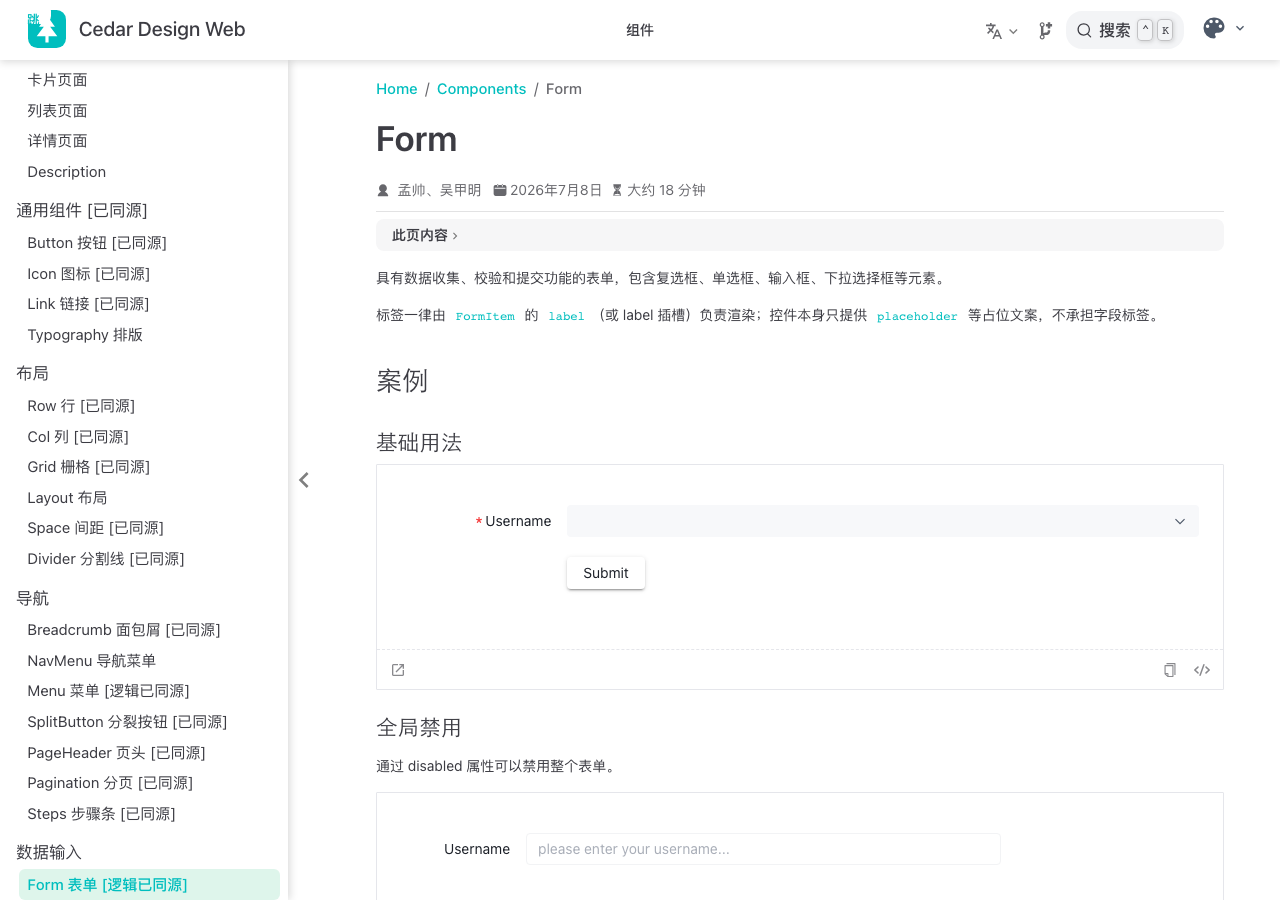 Cedar Design Web
组件
搜索 ^ K
卡片页面
列表页面
详情页面
Description
通用组件 [已同源]
Button 按钮 [已同源]
Icon 图标 [已同源]
Link 链接 [已同源]
Typography 排版
布局
Row 行 [已同源]
Col 列 [已同源]
Grid 栅格 [已同源]
Layout 布局
Space 间距 [已同源]
Divider 分割线 [已同源]
导航
Breadcrumb 面包屑 [已同源]
NavMenu 导航菜单
Menu 菜单 [逻辑已同源]
SplitButton 分裂按钮 [已同源]
PageHeader 页头 [已同源]
Pagination 分页 [已同源]
Steps 步骤条 [已同源]
数据输入
Form 表单 [逻辑已同源]
Home / Components / Form
Form
孟帅、吴甲明 2026年7月8日 大约 18 分钟
此页内容
具有数据收集、校验和提交功能的表单，包含复选框、单选框、输入框、下拉选择框等元素。
标签一律由 FormItem 的 label （或 label 插槽）负责渲染；控件本身只提供 placeholder 等占位文案，不承担字段标签。
案例
基础用法
* Username
Submit
全局禁用
通过 disabled 属性可以禁用整个表单。
Username please enter your username...